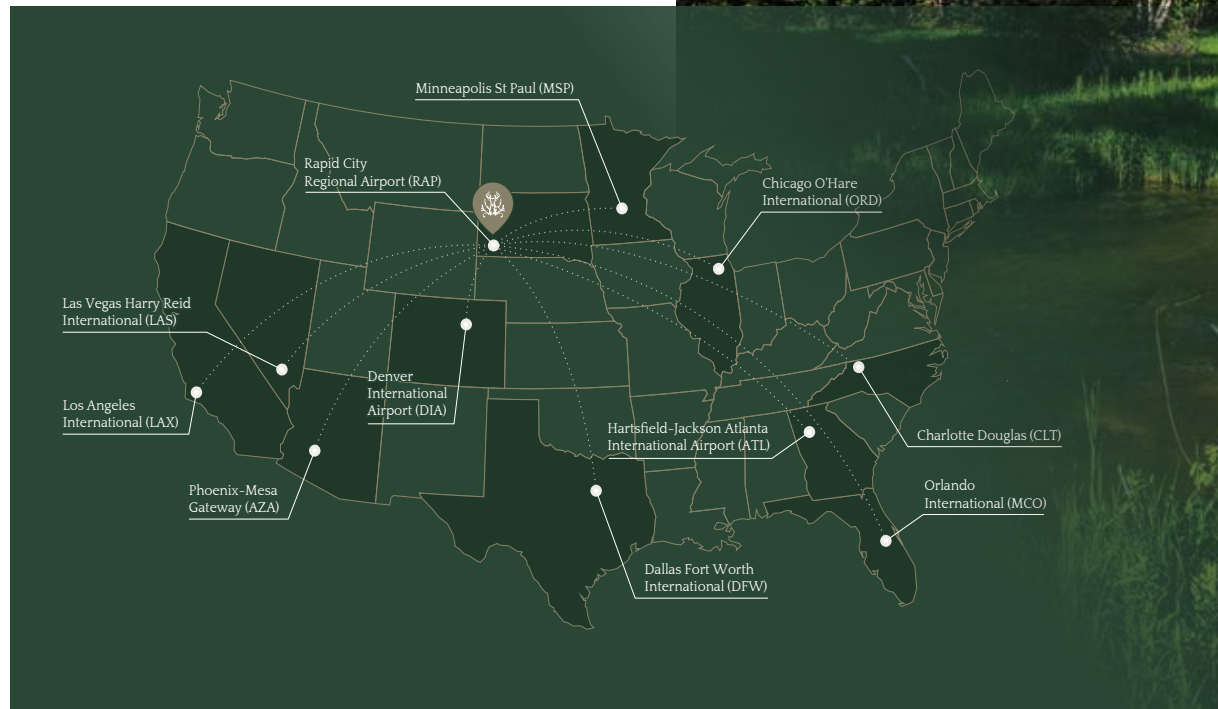 Minneapolis St Paul (MSP)
Rapid City
Regional Airport (RAP)
Chicago O'Hare
International (ORD)
Las Vegas Harry Reid
International (LAS)
Denver
International
Airport (DIA)
Los Angeles
International (LAX)
Hartsfield-Jackson Atlanta
International Airport (ATL)
Charlotte Douglas (CLT)
Phoenix-Mesa
Gateway (AZA)
Orlando
International (MCO)
Dallas Fort Worth
International (DFW)